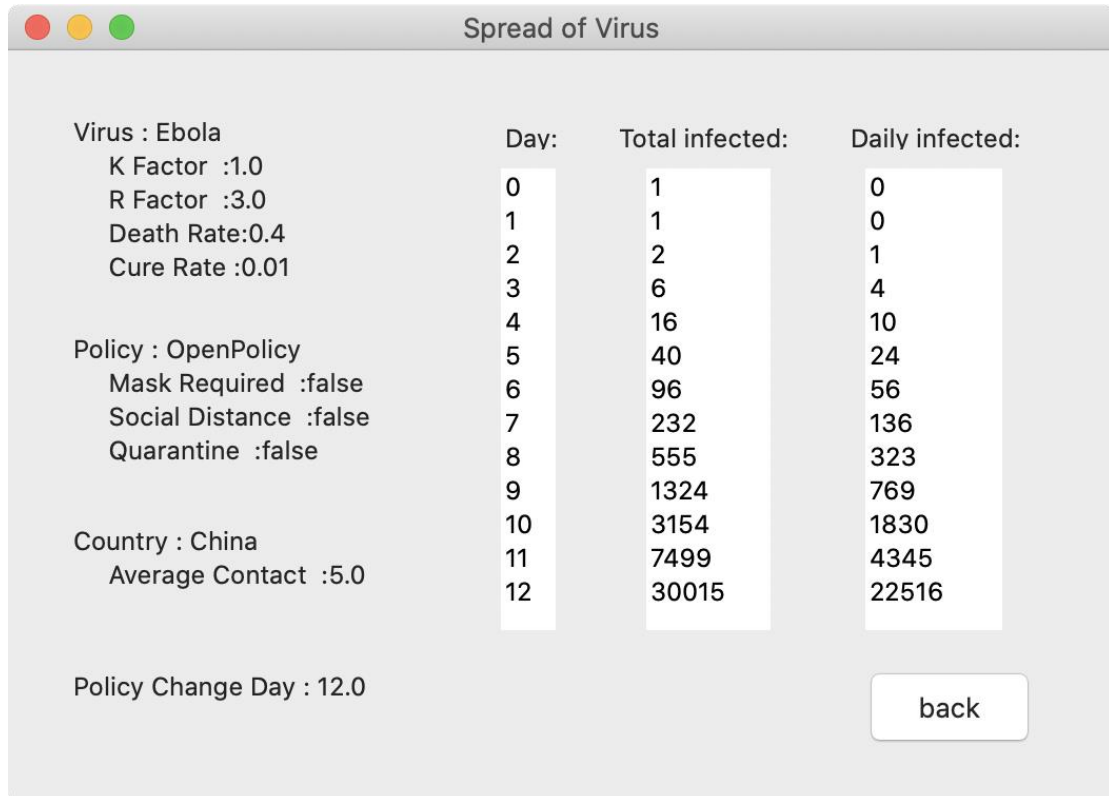 Spread of Virus
Virus : Ebola
K Factor :1.0
R Factor :3.0
Death Rate:0.4
Cure Rate :0.01
Policy : OpenPolicy
Mask Required :false
Social Distance :false
Quarantine :false
Country : China
Average Contact :5.0
Policy Change Day : 12.0
Day: Total infected: Daily infected:
0 1 0
1 1 0
2 2 1
3 6 4
4 16 10
5 40 24
6 96 56
7 232 136
8 555 323
9 1324 769
10 3154 1830
11 7499 4345
12 30015 22516
back